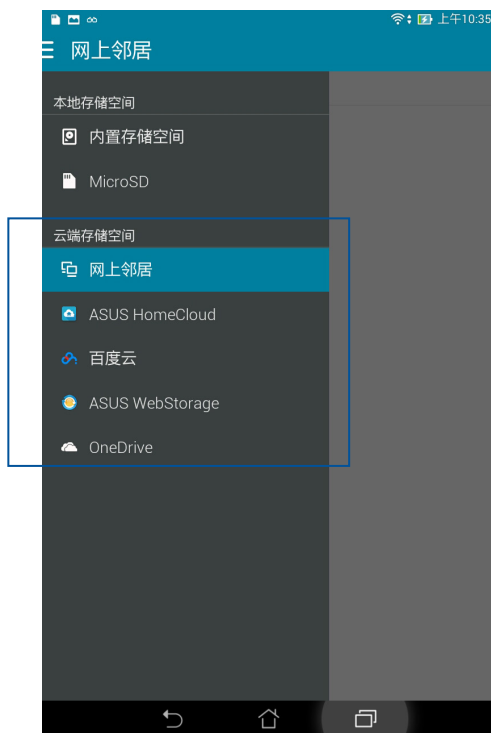 上午10:35
网上邻居
本地存储空间
内置存储空间
MicroSD
云端存储空间
网上邻居
ASUS HomeCloud
百度云
ASUS WebStorage
OneDrive